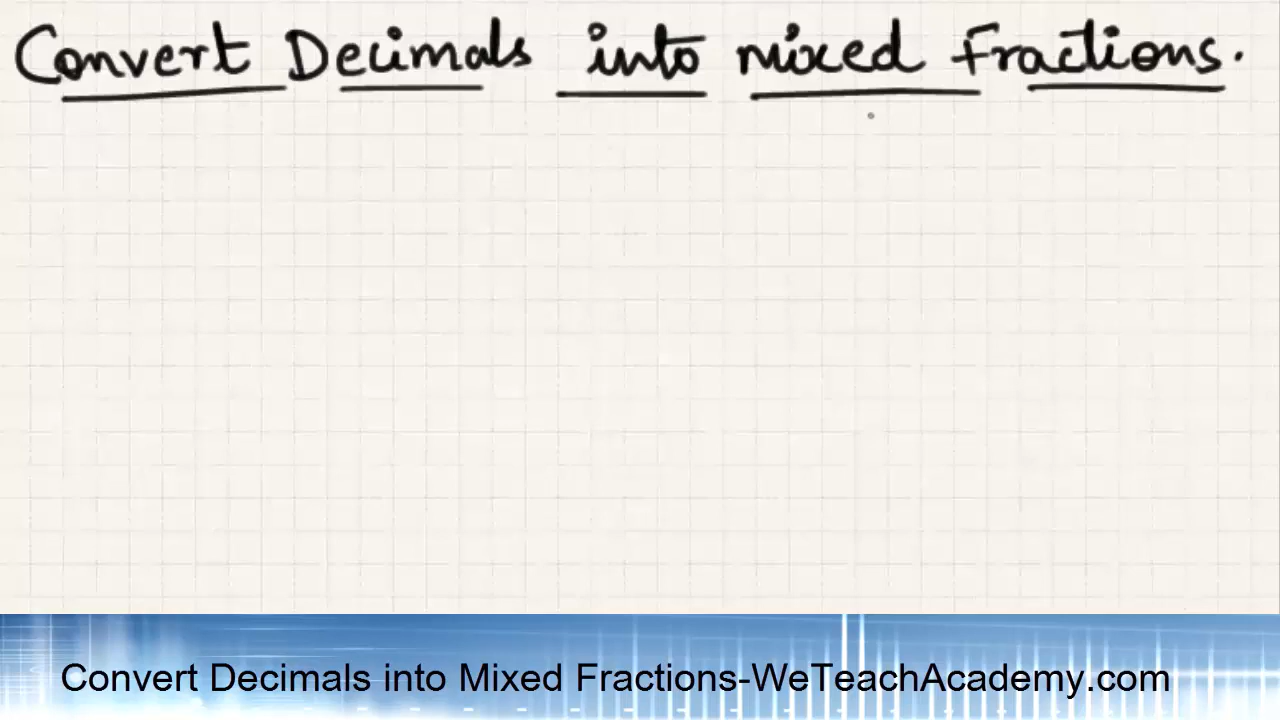 Convert Decimals into mixed Fractions.
Convert Decimals into Mixed Fractions-WeTeachAcademy.com